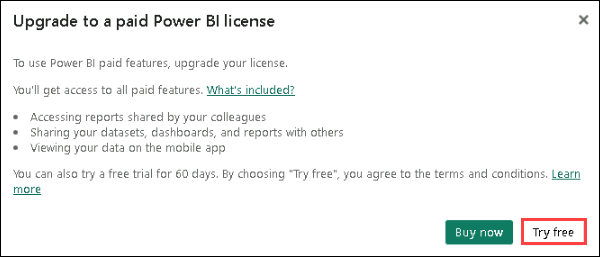 Upgrade to a paid Power BI license
To use Power BI paid features, upgrade your license.
You'll get access to all paid features. What's included?
• Accessing reports shared by your colleagues
• Sharing your datasets, dashboards, and reports with others
• Viewing your data on the mobile app
You can also try a free trial for 60 days. By choosing "Try free", you agree to the terms and conditions. Learn
more
Buy now Try free